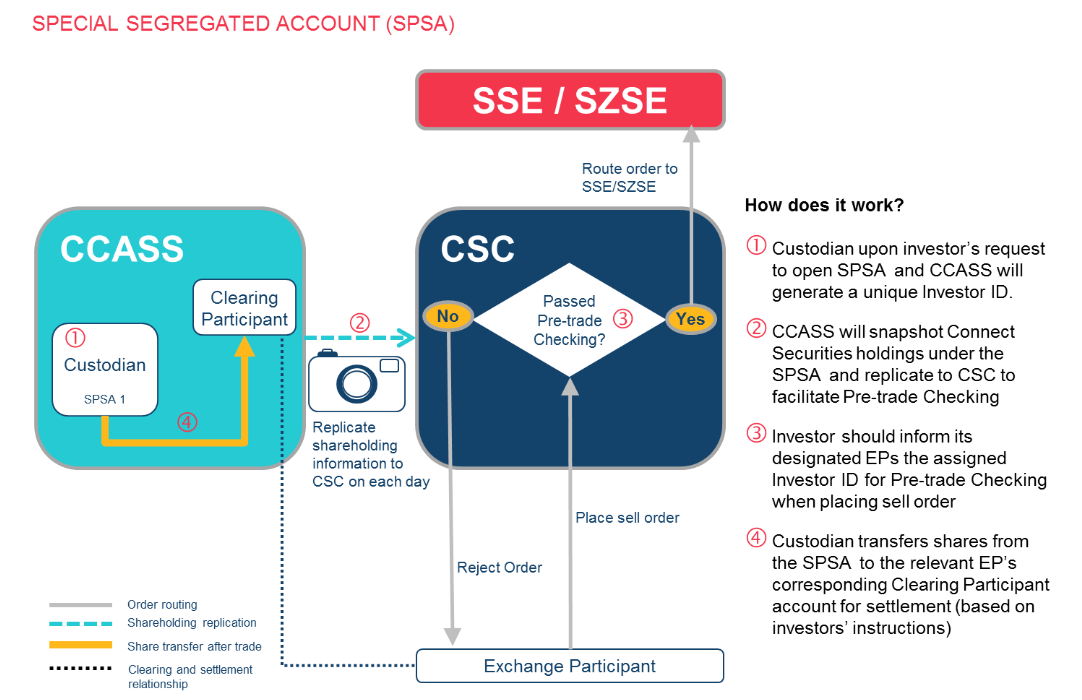 SPECIAL SEGREGATED ACCOUNT (SPSA)
SSE / SZSE
Route order to
SSE/SZSE
CCASS
Clearing
Participant
①
Custodian
SPSA 1
④
②
Replicate
shareholding
information to
CSC on each day
CSC
No
Passed
Pre-trade
Checking?
③
Yes
Place sell order
Reject Order
Exchange Participant
Order routing
Shareholding replication
Share transfer after trade
Clearing and settlement
relationship
How does it work?
① Custodian upon investor’s request
to open SPSA and CCASS will
generate a unique Investor ID.
② CCASS will snapshot Connect
Securities holdings under the
SPSA and replicate to CSC to
facilitate Pre-trade Checking
③ Investor should inform its
designated EPs the assigned
Investor ID for Pre-trade Checking
when placing sell order
④ Custodian transfers shares from
the SPSA to the relevant EP’s
corresponding Clearing Participant
account for settlement (based on
investors’ instructions)